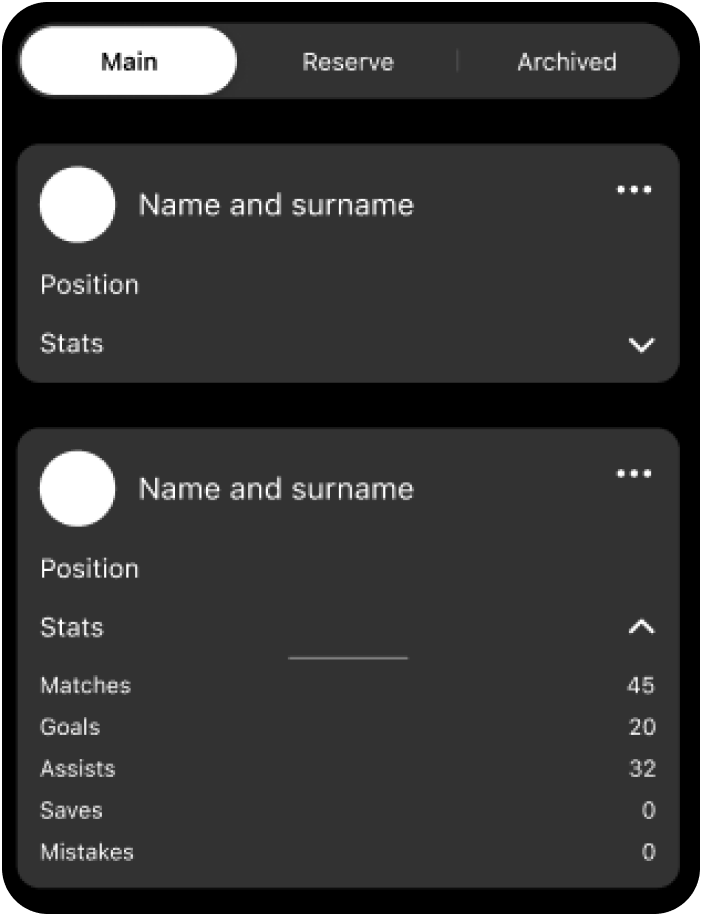 Main Reserve Archived
Name and surname
Position
Stats
Name and surname
Position
Stats
Matches 45
Goals 20
Assists 32
Saves 0
Mistakes 0